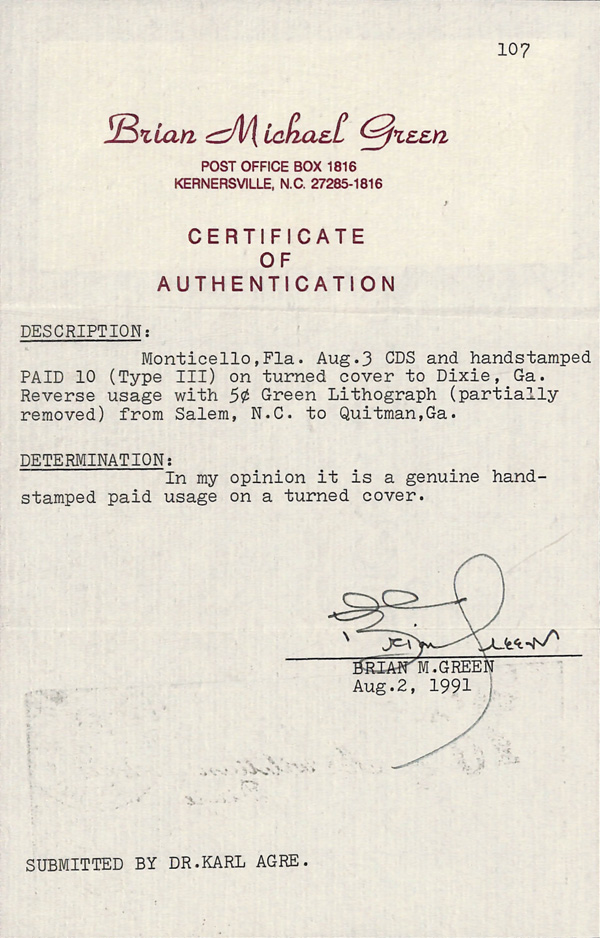 107
Brian Michael Green
POST OFFICE BOX 1816
KERNERSVILLE, N.C. 27285-1816
CERTIFICATE
OF
AUTHENTICATION
DESCRIPTION:
Monticello,Fla. Aug.3 CDS and handstamped
PAID 10 (Type III) on turned cover to Dixie, Ga.
Reverse usage with 5¢ Green Lithograph (partially
removed) from Salem, N.C. to Quitman,Ga.
DETERMINATION:
In my opinion it is a genuine hand-
stamped paid usage on a turned cover.
Brian Green
BRIAN M.GREEN
Aug.2, 1991
SUBMITTED BY DR.KARL AGRE.